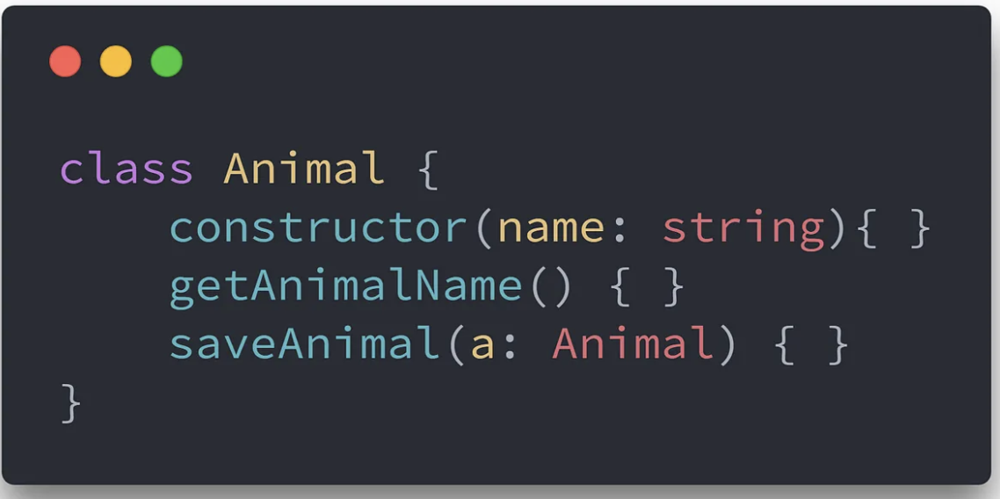 class Animal {
    constructor(name: string){ }
    getAnimalName() { }
    saveAnimal(a: Animal) { }
}